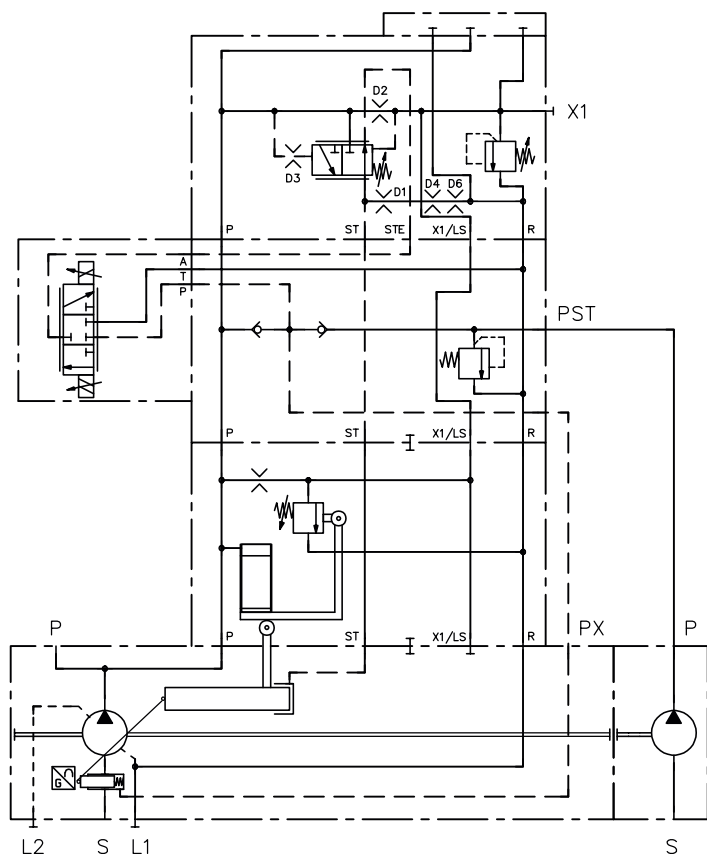 D2
X1
D3
D1
D4
D6
P
ST
STE
X1/LS
R
A
T
P
PST
P
ST
X1/LS
R
P
P
ST
X1/LS
R
PX
P
G
L2
S
L1
S